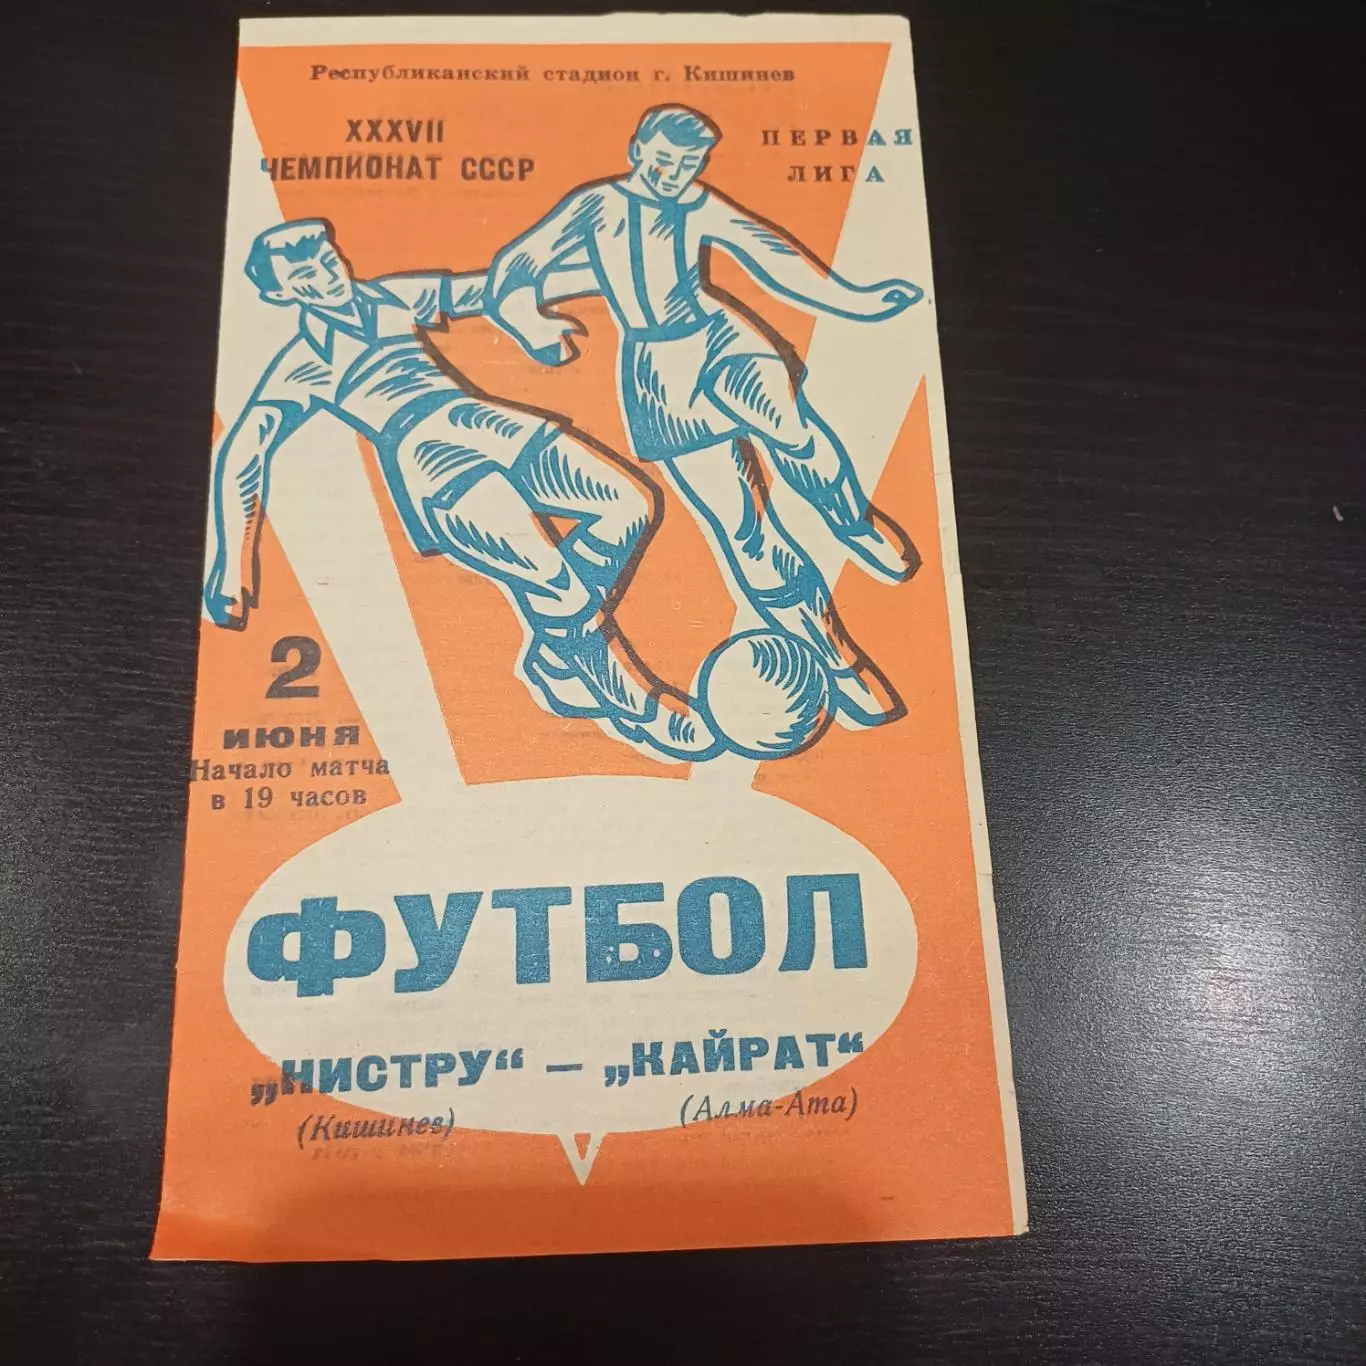 Республиканский стадион г. Кишинев
XXXVII
ЧЕМПИОНАТ СССР
ПЕРВАЯ
ЛИГА
2
ИЮНЯ
Начало матча
в 19 часов
ФУТБОЛ
„НИСТРУ“ — „КАЙРАТ“
(Кишинев)
(Алма-Ата)